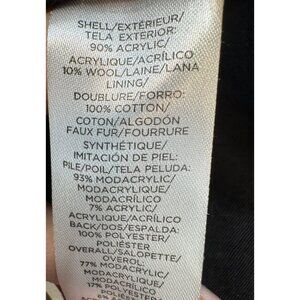 SHELL/EXTÉRIEUR/
TELA EXTERIOR:
90% ACRYLIC/
ACRYLIQUE/ACRÍLICO
10% WOOL/LAINE/LANA
LINING/
DOUBLURE/FORRO:
100% COTTON/
COTON/ALGODÓN
FAUX FUR/FOURRURE
SYNTHÉTIQUE/
IMITACIÓN DE PIEL:
PILE/POIL/TELA PELUDA:
93% MODACRYLIC/
MODACRYLIQUE/
MODACRÍLICO
7% ACRYLIC/
ACRYLIQUE/ACRÍLICO
BACK/DOS/ESPALDA:
100% POLYESTER/
POLIÉSTER
OVERALL/SALOPETTE/
OVEROL:
77% MODACRYLIC/
MODACRYLIQUE/
MODACRÍLICO
17% POLYESTER/